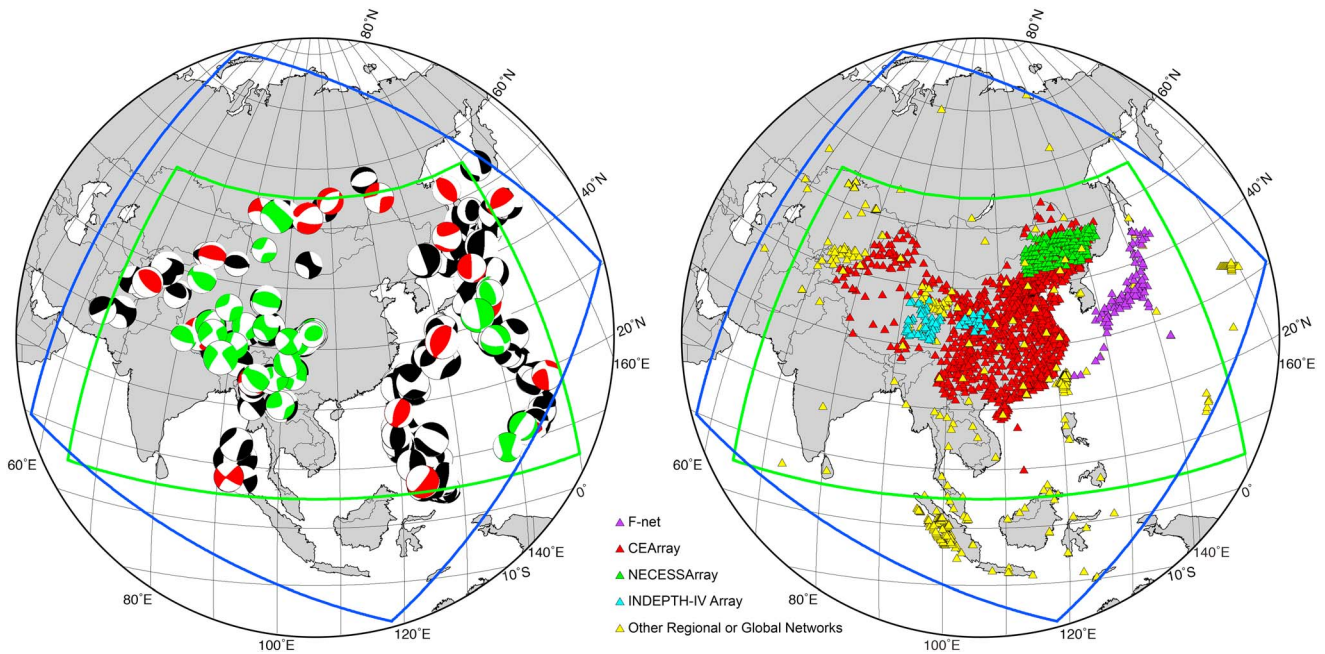 80°N
60°N
40°N
20°N
160°E
0°
140°E
10°S
120°E
100°E
80°E
60°E
F-net
CEArray
NECESSArray
INDEPTH-IV Array
Other Regional or Global Networks
80°N
60°N
40°N
20°N
160°E
0°
140°E
10°S
120°E
100°E
80°E
60°E